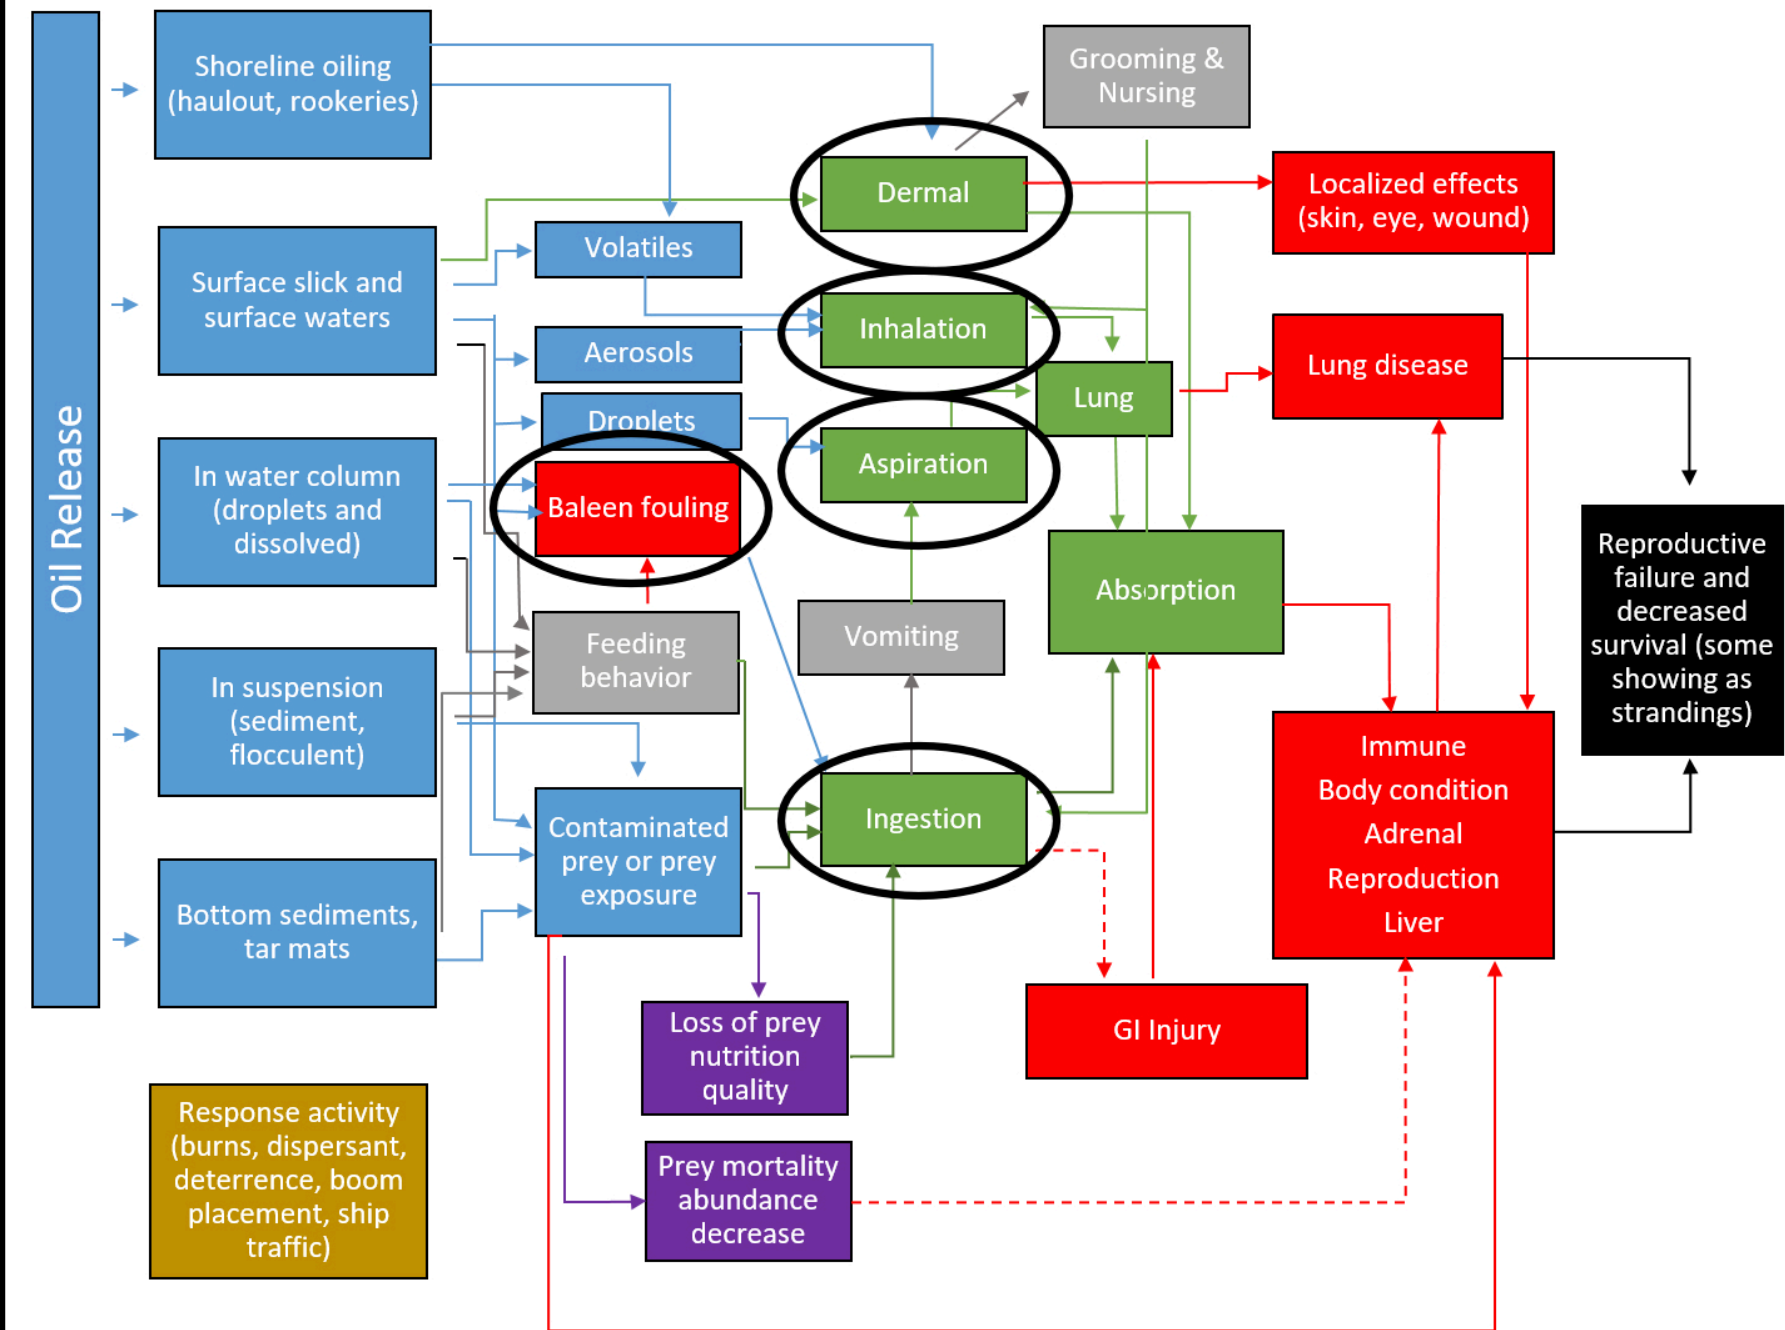 Oil Release
Shoreline oiling
(haulout, rookeries)
Surface slick and
surface waters
In water column
(droplets and
dissolved)
In suspension
(sediment,
flocculent)
Bottom sediments,
tar mats
Response activity
(burns, dispersant,
deterrence, boom
placement, ship
traffic)
Volatiles
Aerosols
Droplets
Baleen fouling
Feeding
behavior
Contaminated
prey or prey
exposure
Loss of prey
nutrition
quality
Prey mortality
abundance
decrease
Dermal
Inhalation
Aspiration
Vomiting
Ingestion
Grooming &
Nursing
Lung
Absorption
GI Injury
Localized effects
(skin, eye, wound)
Lung disease
Immune
Body condition
Adrenal
Reproduction
Liver
Reproductive
failure and
decreased
survival (some
showing as
strandings)